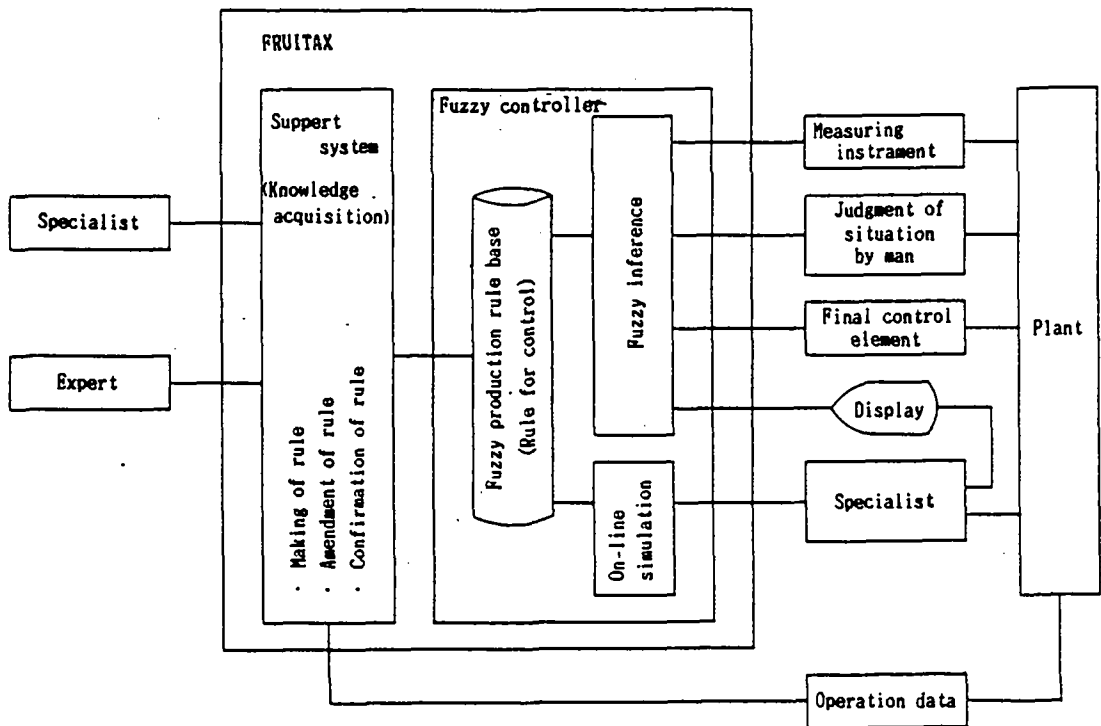 FRUITAX
Suppert
system
(Knowledge
acquisition)
· Making of rule
· Amendment of rule
· Confirmation of rule
Fuzzy controller
Fuzzy production rule base
(Rule for control)
Fuzzy inference
On-line
simulation
Specialist
Expert
Measuring
instrament
Judgment of
situation
by man
Final control
element
Display
Specialist
Plant
Operation data